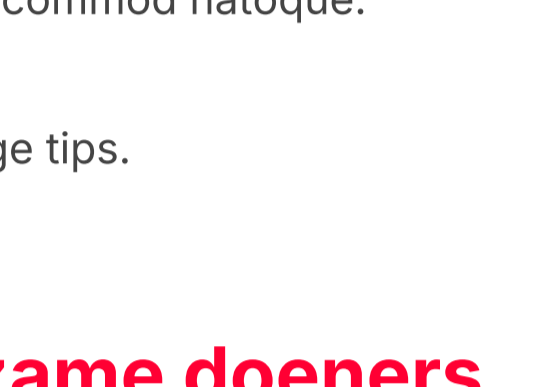 commod natoque.
ge tips.
zame doeners